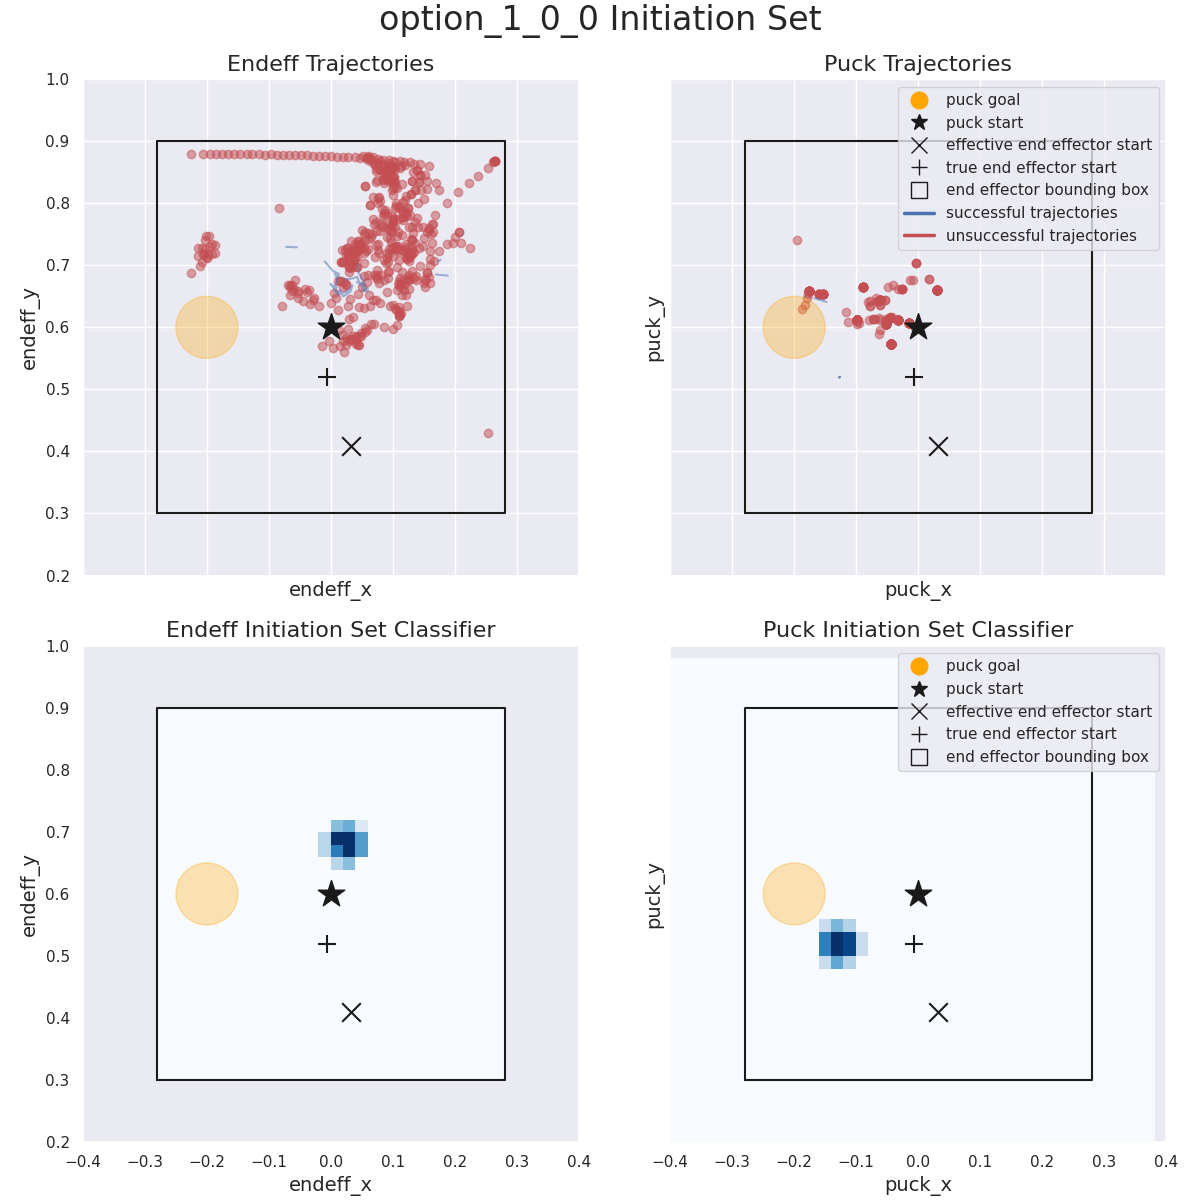 option_1_0_0 Initiation Set
Endeff Trajectories
1.0
0.9
0.8
0.7
0.6
0.5
0.4
0.3
0.2
endeff_y
endeff_x
Puck Trajectories
puck goal
puck start
effective end effector start
true end effector start
end effector bounding box
successful trajectories
unsuccessful trajectories
puck_y
puck_x
Endeff Initiation Set Classifier
1.0
0.9
0.8
0.7
0.6
0.5
0.4
0.3
0.2
endeff_y
−0.4 −0.3 −0.2 −0.1 0.0 0.1 0.2 0.3 0.4
endeff_x
Puck Initiation Set Classifier
puck goal
puck start
effective end effector start
true end effector start
end effector bounding box
puck_y
−0.4 −0.3 −0.2 −0.1 0.0 0.1 0.2 0.3 0.4
puck_x